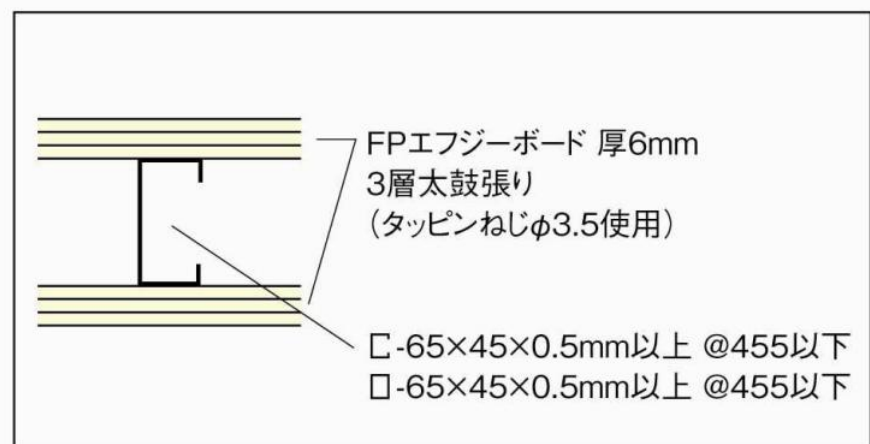 FPエフジーボード 厚6mm
3層太鼓張り
（タッピンねじφ3.5使用）
⊏-65×45×0.5mm以上 @455以下
□-65×45×0.5mm以上 @455以下